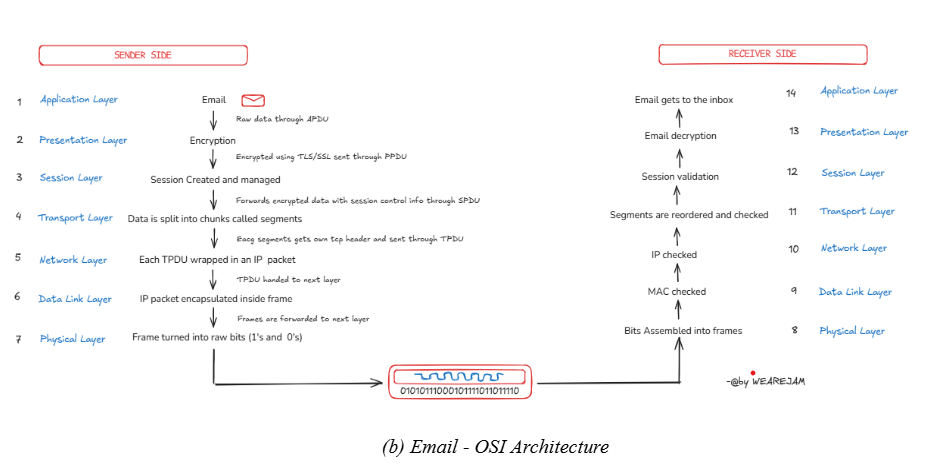 SENDER SIDE
RECEIVER SIDE
1 Application Layer Email
Raw data through APDU
2 Presentation Layer Encryption
Encrypted using TLS/SSL sent through PPDU
3 Session Layer Session Created and managed
Forwards encrypted data with session control info through SPDU
4 Transport Layer Data is split into chunks called segments
Eacg segments gets own tcp header and sent through TPDU
5 Network Layer Each TPDU wrapped in an IP packet
TPDU handed to next layer
6 Data Link Layer IP packet encapsulated inside frame
Frames are forwarded to next layer
7 Physical Layer Frame turned into raw bits (1's and 0's)
0101011100010111101101110
Email gets to the inbox 14 Application Layer
Email decryption 13 Presentation Layer
Session validation 12 Session Layer
Segments are reordered and checked 11 Transport Layer
IP checked 10 Network Layer
MAC checked 9 Data Link Layer
Bits Assembled into frames 8 Physical Layer
-@by WEAREJAM
(b) Email - OSI Architecture